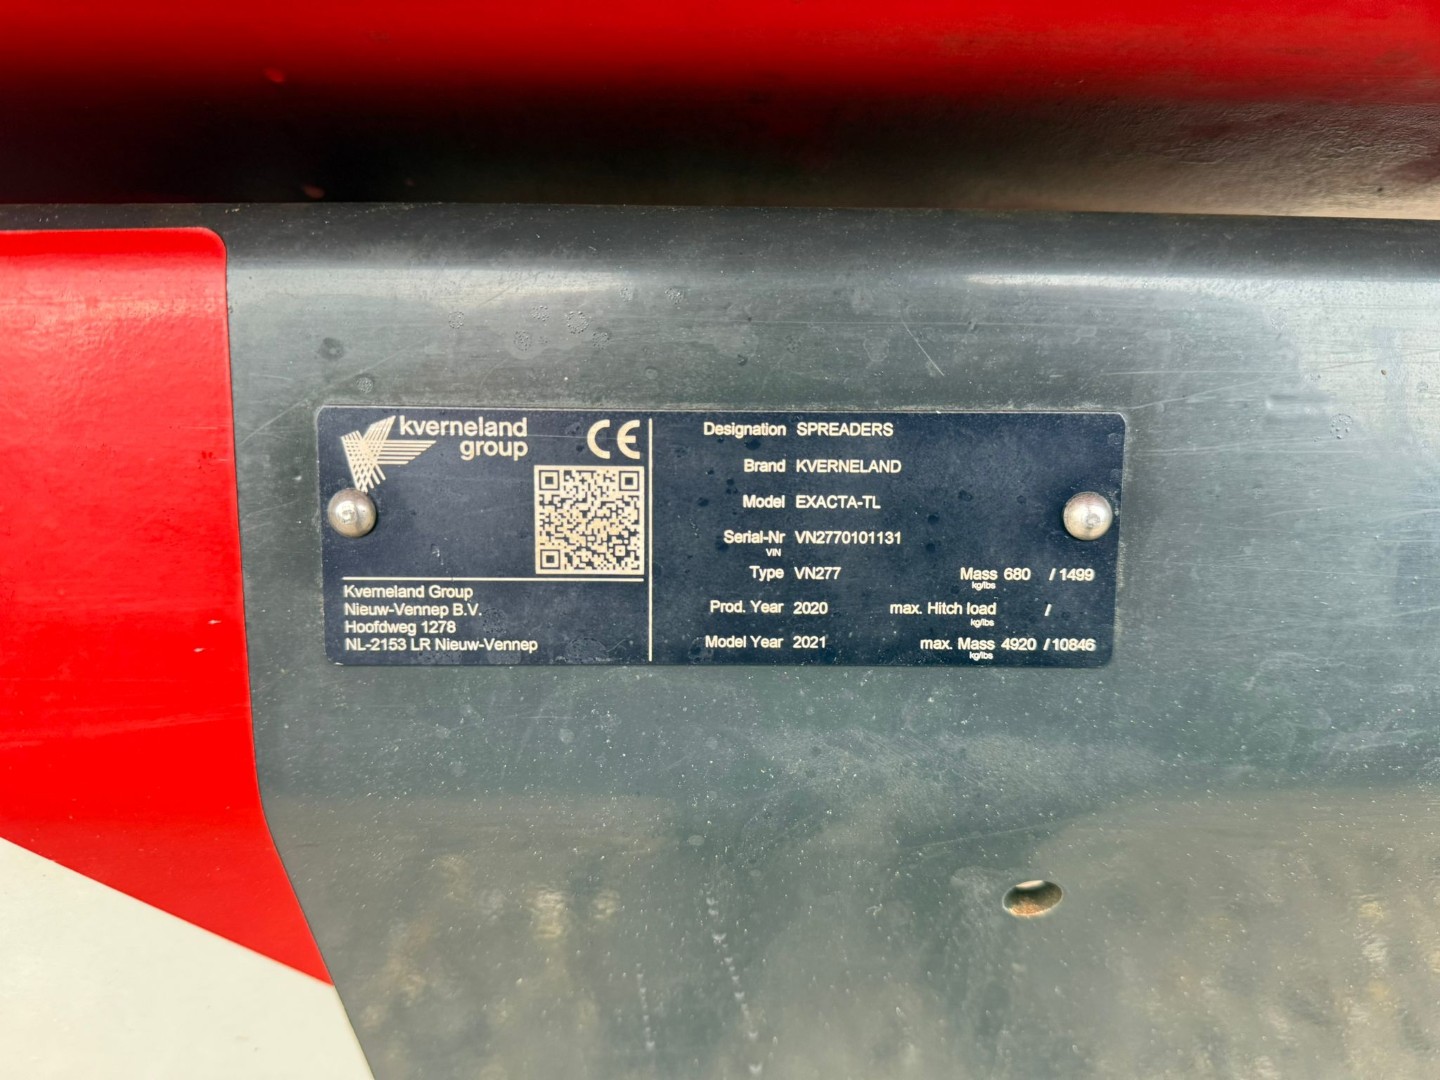 kverneland
group
CE
Kverneland Group
Nieuw-Vennep B.V.
Hoofdweg 1278
NL-2153 LR Nieuw-Vennep
Designation SPREADERS
Brand KVERNELAND
Model EXACTA-TL
Serial-Nr VN2770101131
VIN
Type VN277 Mass 680 / 1499
kg/lbs
Prod. Year 2020 max. Hitch load /
kg/lbs
Model Year 2021 max. Mass 4920 / 10846
kg/lbs